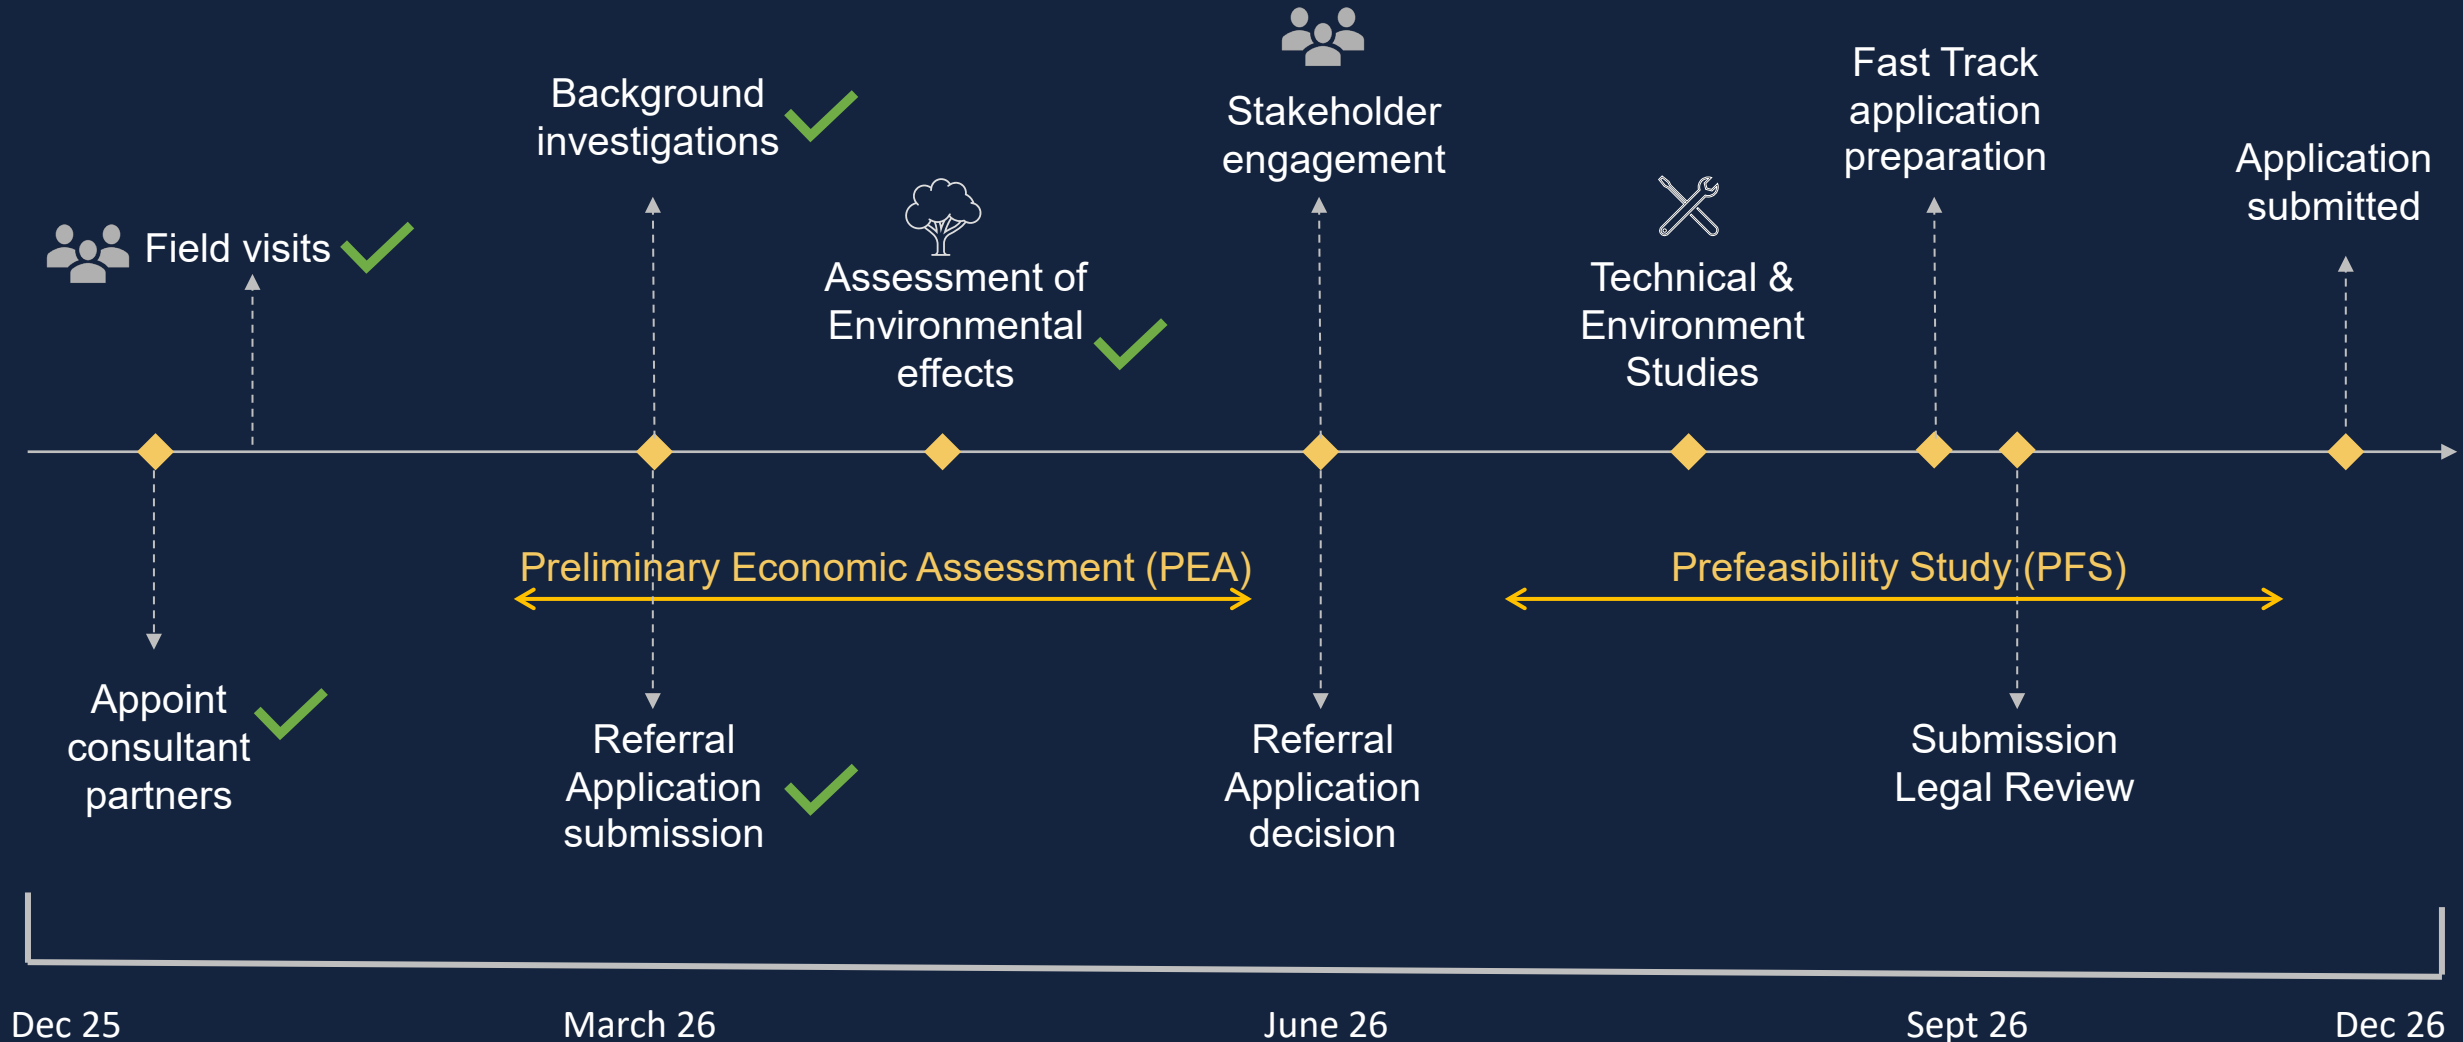 Field visits
Background
investigations
Assessment of
Environmental
effects
Stakeholder
engagement
Technical &
Environment
Studies
Fast Track
application
preparation
Application
submitted
Preliminary Economic Assessment (PEA)
Prefeasibility Study (PFS)
Appoint
consultant
partners
Referral
Application
submission
Referral
Application
decision
Submission
Legal Review
Dec 25
March 26
June 26
Sept 26
Dec 26